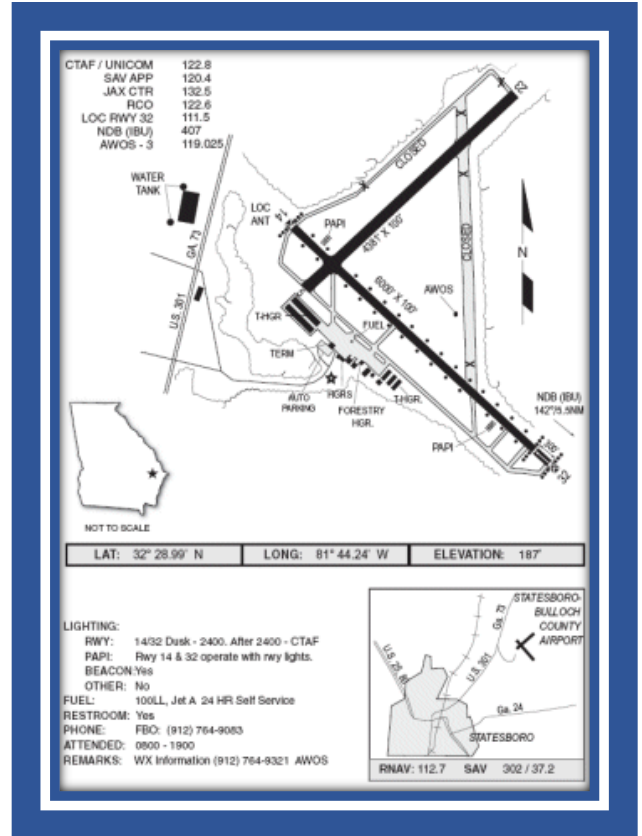 CTAF / UNICOM 122.8
SAV APP 120.4
JAX CTR 132.5
RCO 122.6
LOC RWY 32 111.5
NDB (IBU) 407
AWOS - 3 119.025
WATER
TANK
GA. 73
U.S. 301
LOC
ANT
14
PAPI
CLOSED
23
4381' X 100'
CLOSED
N
6000' X 100'
AWOS
T-HGR
FUEL
TERM
AUTO
PARKING
HGRS
FORESTRY
HGR.
T-HGR.
NDB (IBU)
142°/5.5NM
PAPI
32
NOT TO SCALE
LAT: 32° 28.99' N LONG: 81° 44.24' W ELEVATION: 187'
LIGHTING:
RWY: 14/32 Dusk - 2400. After 2400 - CTAF
PAPI: Rwy 14 & 32 operate with rwy lights.
BEACON:Yes
OTHER: No
FUEL: 100LL, Jet A 24 HR Self Service
RESTROOM: Yes
PHONE: FBO: (912) 764-9083
ATTENDED: 0800 - 1900
REMARKS: WX Information (912) 764-9321 AWOS
STATESBORO-
BULLOCH
COUNTY
AIRPORT
Ga. 73
U.S. 301
U.S. 25, 80
Ga. 24
STATESBORO
RNAV: 112.7 SAV 302 / 37.2